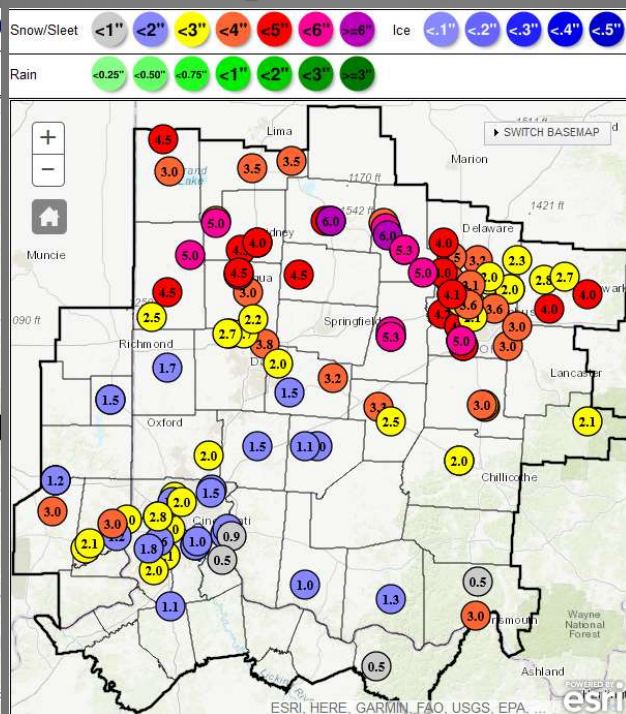 Snow/Sleet <1" <2" <3" <4" <5" <6" >=6" Ice <.1" <.2" <.3" <.4" <.5"
Rain <0.25" <0.50" <0.75" <1" <2" <3" >=3"
+
−
SWITCH BASEMAP
Lima
Marion
4.5
3.0
3.5
3.5
1170 ft
1421 ft
1542 ft
5.0
6.0
6.0
Delaware
Muncie
5.0
4.0
5.3
4.0
2.3
4.5
4.5
5.0
2.8
2.7
4.5
3.0
4.1
2.0
4.0
090 ft
2.5
2.2
Springfield
3.6
3.6
4.0
Richmond
2.7
3.8
5.3
5.0
3.0
3.0
1.7
2.0
3.2
Lancaster
1.5
1.5
3.0
2.5
2.1
Oxford
1.5
1.1
2.0
2.0
Chillicothe
1.2
1.5
2.0
3.0
3.0
2.8
2.1
1.8
1.0
0.9
2.0
0.5
1.1
1.0
1.3
0.5
3.0
Wayne
National
Forest
0.5
Ashland
ESRI, HERE, GARMIN, FAO, USGS, EPA, ...
POWERED BY
esri